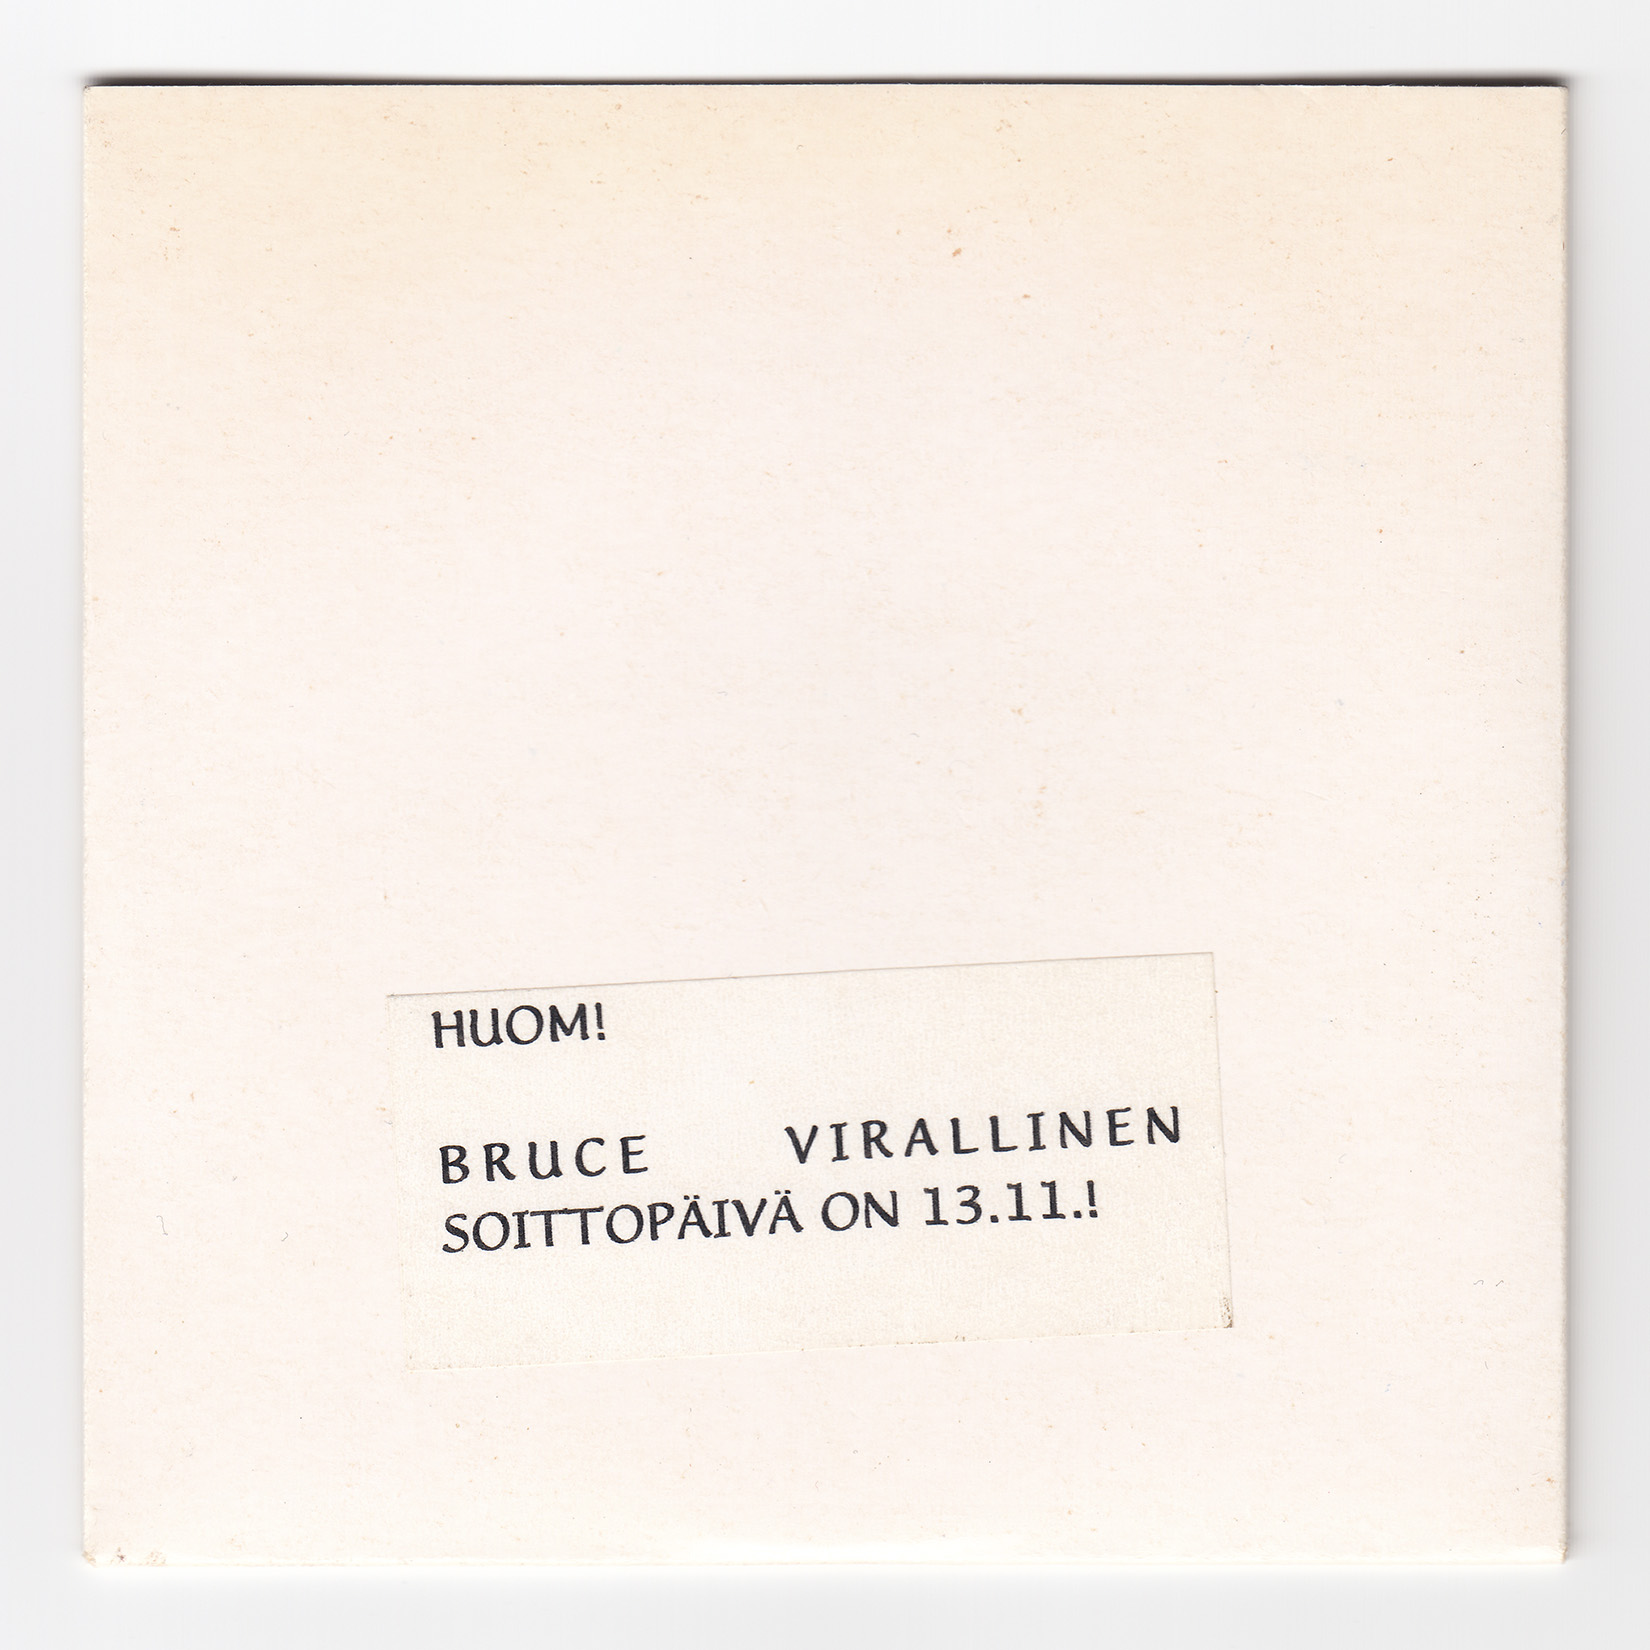 HUOM!
BRUCE VIRALLINEN
SOITTOPÄIVÄ ON 13.11.!